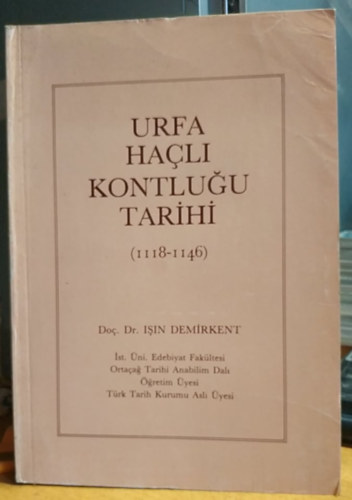 URFA
HAÇLI
KONTLUĞU
TARİHİ
(1118-1146)
Doç. Dr. IŞIN DEMİRKENT
İst. Üni. Edebiyat Fakültesi
Ortaçağ Tarihi Anabilim Dalı
Öğretim Üyesi
Türk Tarih Kurumu Asli Üyesi